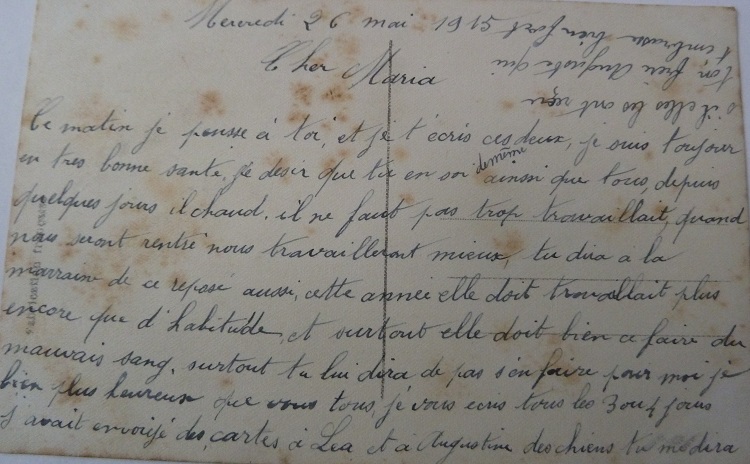 Mercredi 26 mai 1915
Cher Maria
Ce matin je pensse à toi, et je t'écris ces deux, je suis toujour
en tres bonne santé, je desir que tu en soi de même ainssi que tous, depuis
quelques jours il chaud, il ne faut pas trop travaillait, quand
nous seront rentré nous travailleront mieux, tu dira à la
marraine de ce reposé aussi, cette année elle doit travaillait plus
encore que d'habitude, et surtout elle doit bien ce faire du
mauvais sang, surtout tu lui dira de pas s'en faire pour moi je
bien plus heureux que vous tous, je vous ecris tous les 3 ou 4 jours
j'avait envoijé des cartes à Lea et à Augustine des chiens tu me dira
s'il elles les ont reçu
ton frere Auguste qui
t'embrasse bien fort